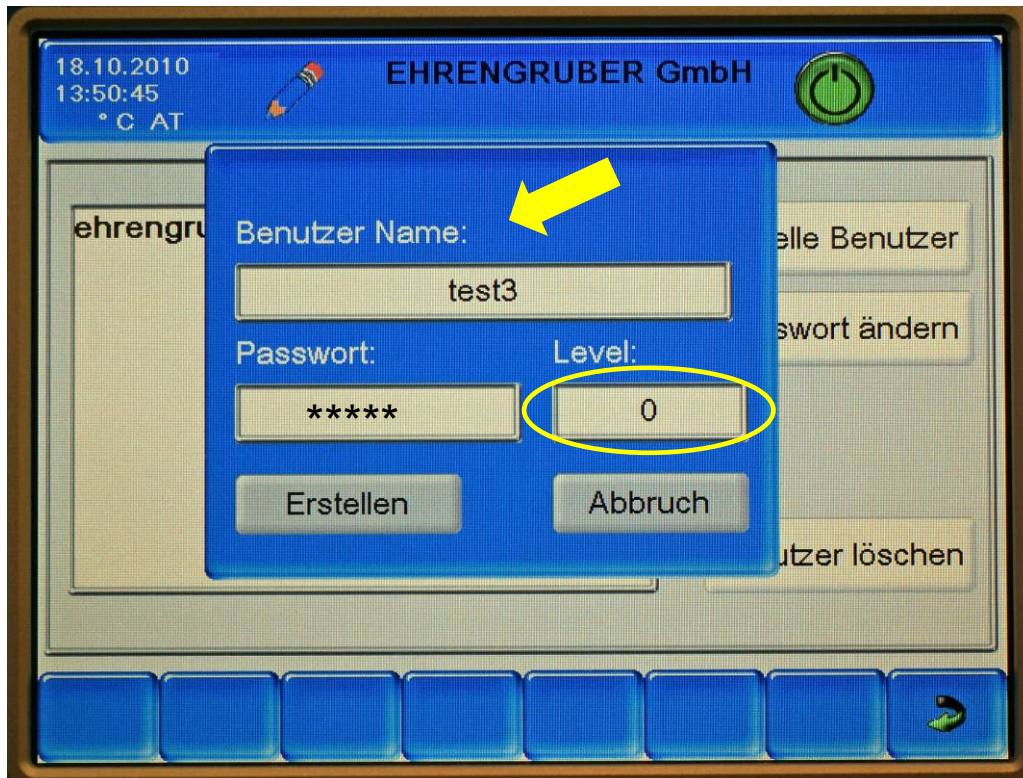 18.10.2010
13:50:45
° C AT
EHRENGRUBER GmbH
ehrengru
Benutzer Name:
elle Benutzer
test3
swort ändern
Passwort:
Level:
*****
0
Erstellen
Abbruch
utzer löschen